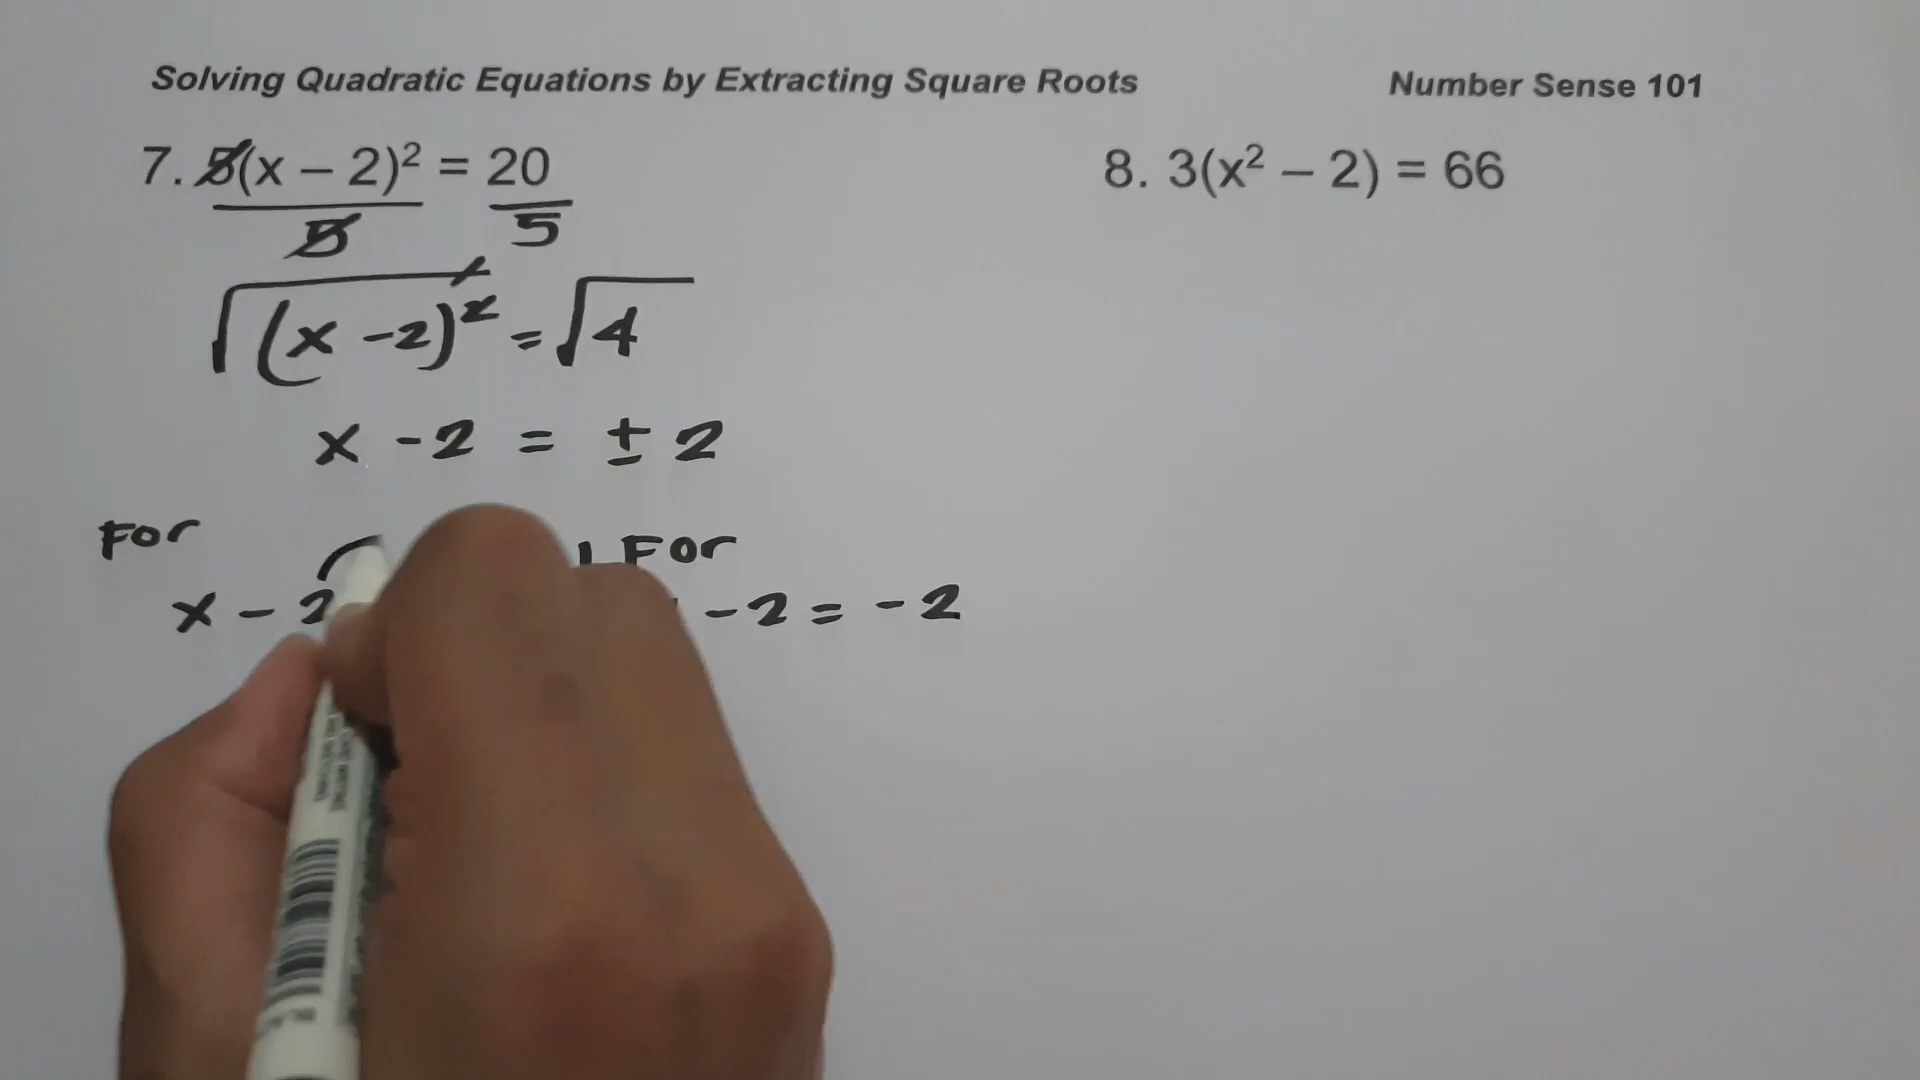 Solving Quadratic Equations by Extracting Square Roots
Number Sense 101
7. 5(x – 2)² = 20
5 5
√(x - 2)² = √4
x - 2 = ± 2
For
x - 2
For
- 2 = - 2
8. 3(x² – 2) = 66